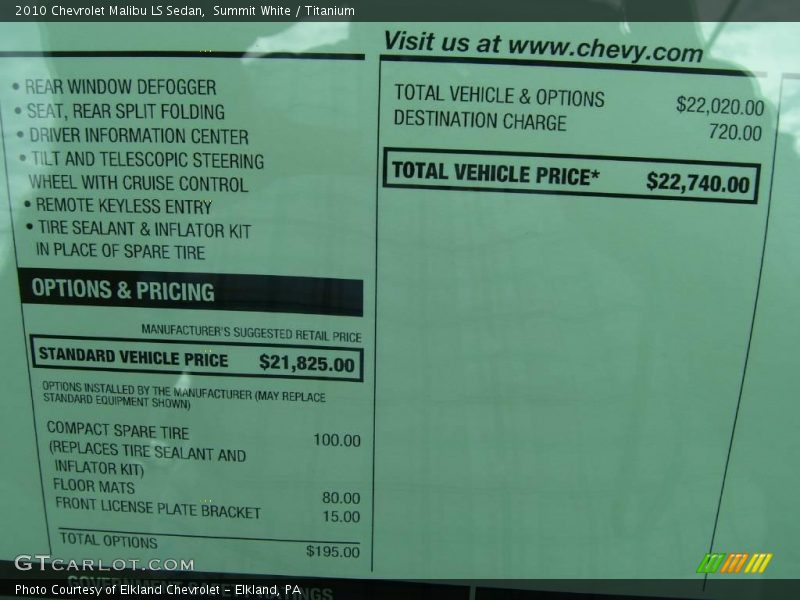 2010 Chevrolet Malibu LS Sedan, Summit White / Titanium
• REAR WINDOW DEFOGGER
• SEAT, REAR SPLIT FOLDING
• DRIVER INFORMATION CENTER
• TILT AND TELESCOPIC STEERING
WHEEL WITH CRUISE CONTROL
• REMOTE KEYLESS ENTRY
• TIRE SEALANT & INFLATOR KIT
IN PLACE OF SPARE TIRE
OPTIONS & PRICING
MANUFACTURER'S SUGGESTED RETAIL PRICE
STANDARD VEHICLE PRICE $21,825.00
OPTIONS INSTALLED BY THE MANUFACTURER (MAY REPLACE
STANDARD EQUIPMENT SHOWN)
COMPACT SPARE TIRE 100.00
(REPLACES TIRE SEALANT AND
INFLATOR KIT)
FLOOR MATS 80.00
FRONT LICENSE PLATE BRACKET 15.00
TOTAL OPTIONS $195.00
Visit us at www.chevy.com
TOTAL VEHICLE & OPTIONS $22,020.00
DESTINATION CHARGE 720.00
TOTAL VEHICLE PRICE* $22,740.00
GTCARLOT.COM
Photo Courtesy of Elkland Chevrolet - Elkland, PA